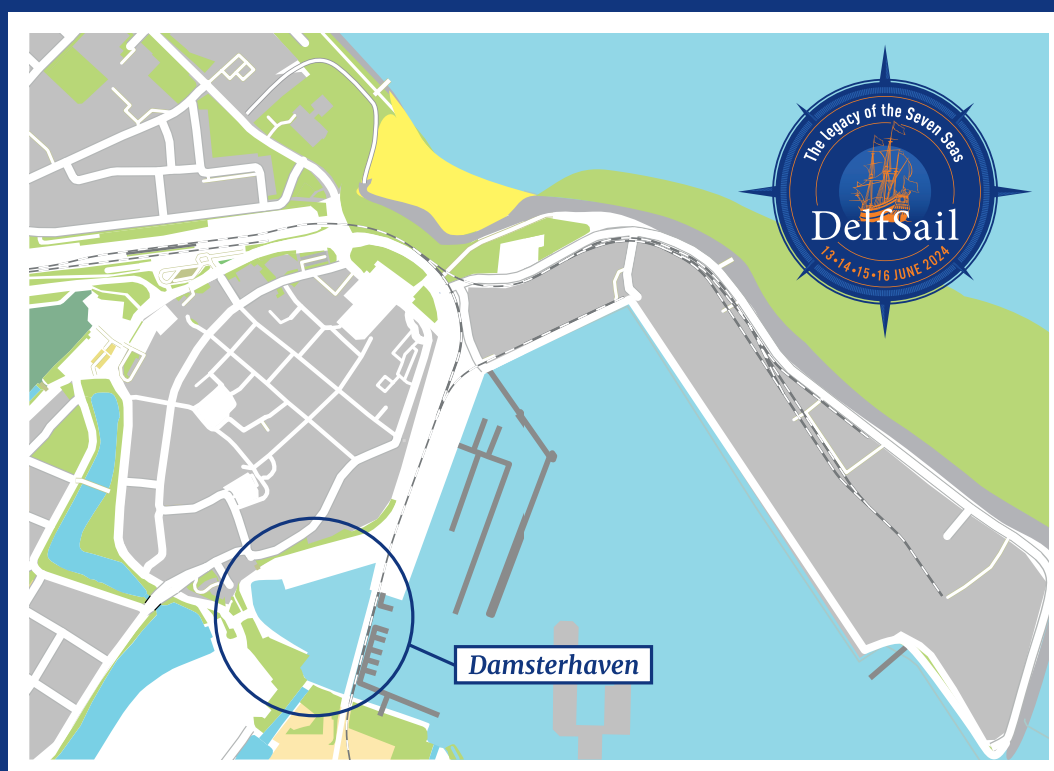 The legacy of the Seven Seas
DelfSail
13•14•15•16 JUNE 2024
Damsterhaven